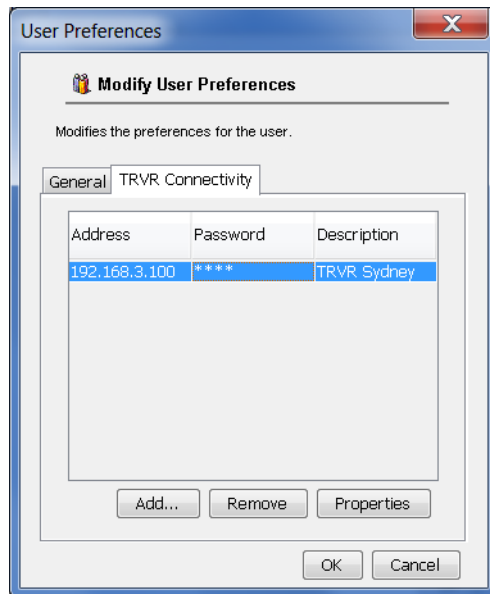 User Preferences
Modify User Preferences
Modifies the preferences for the user.
General TRVR Connectivity
Address Password Description
192.168.3.100 **** TRVR Sydney
Add... Remove Properties
OK Cancel